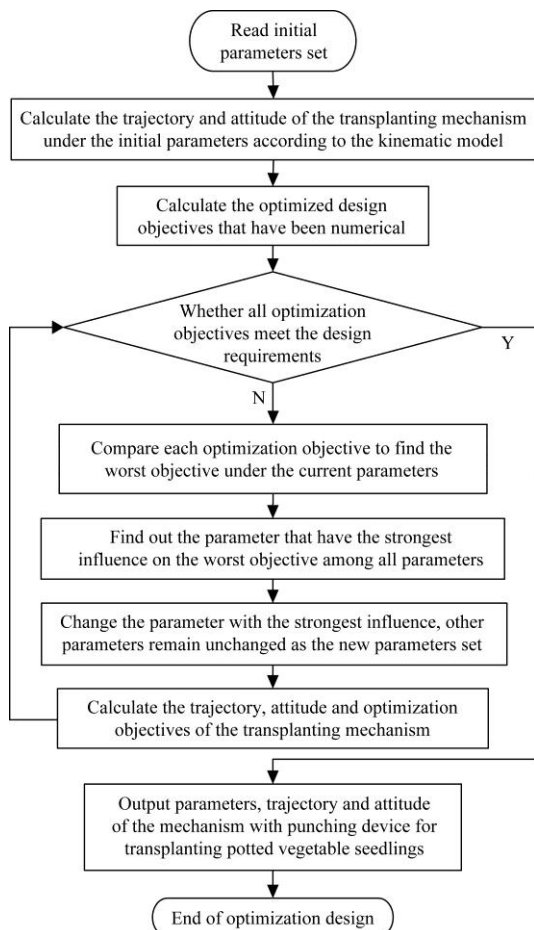 Read initial
parameters set
Calculate the trajectory and attitude of the transplanting mechanism
under the initial parameters according to the kinematic model
Calculate the optimized design
objectives that have been numerical
Whether all optimization
objectives meet the design
requirements
Y
N
Compare each optimization objective to find the
worst objective under the current parameters
Find out the parameter that have the strongest
influence on the worst objective among all parameters
Change the parameter with the strongest influence, other
parameters remain unchanged as the new parameters set
Calculate the trajectory, attitude and optimization
objectives of the transplanting mechanism
Output parameters, trajectory and attitude
of the mechanism with punching device for
transplanting potted vegetable seedlings
End of optimization design